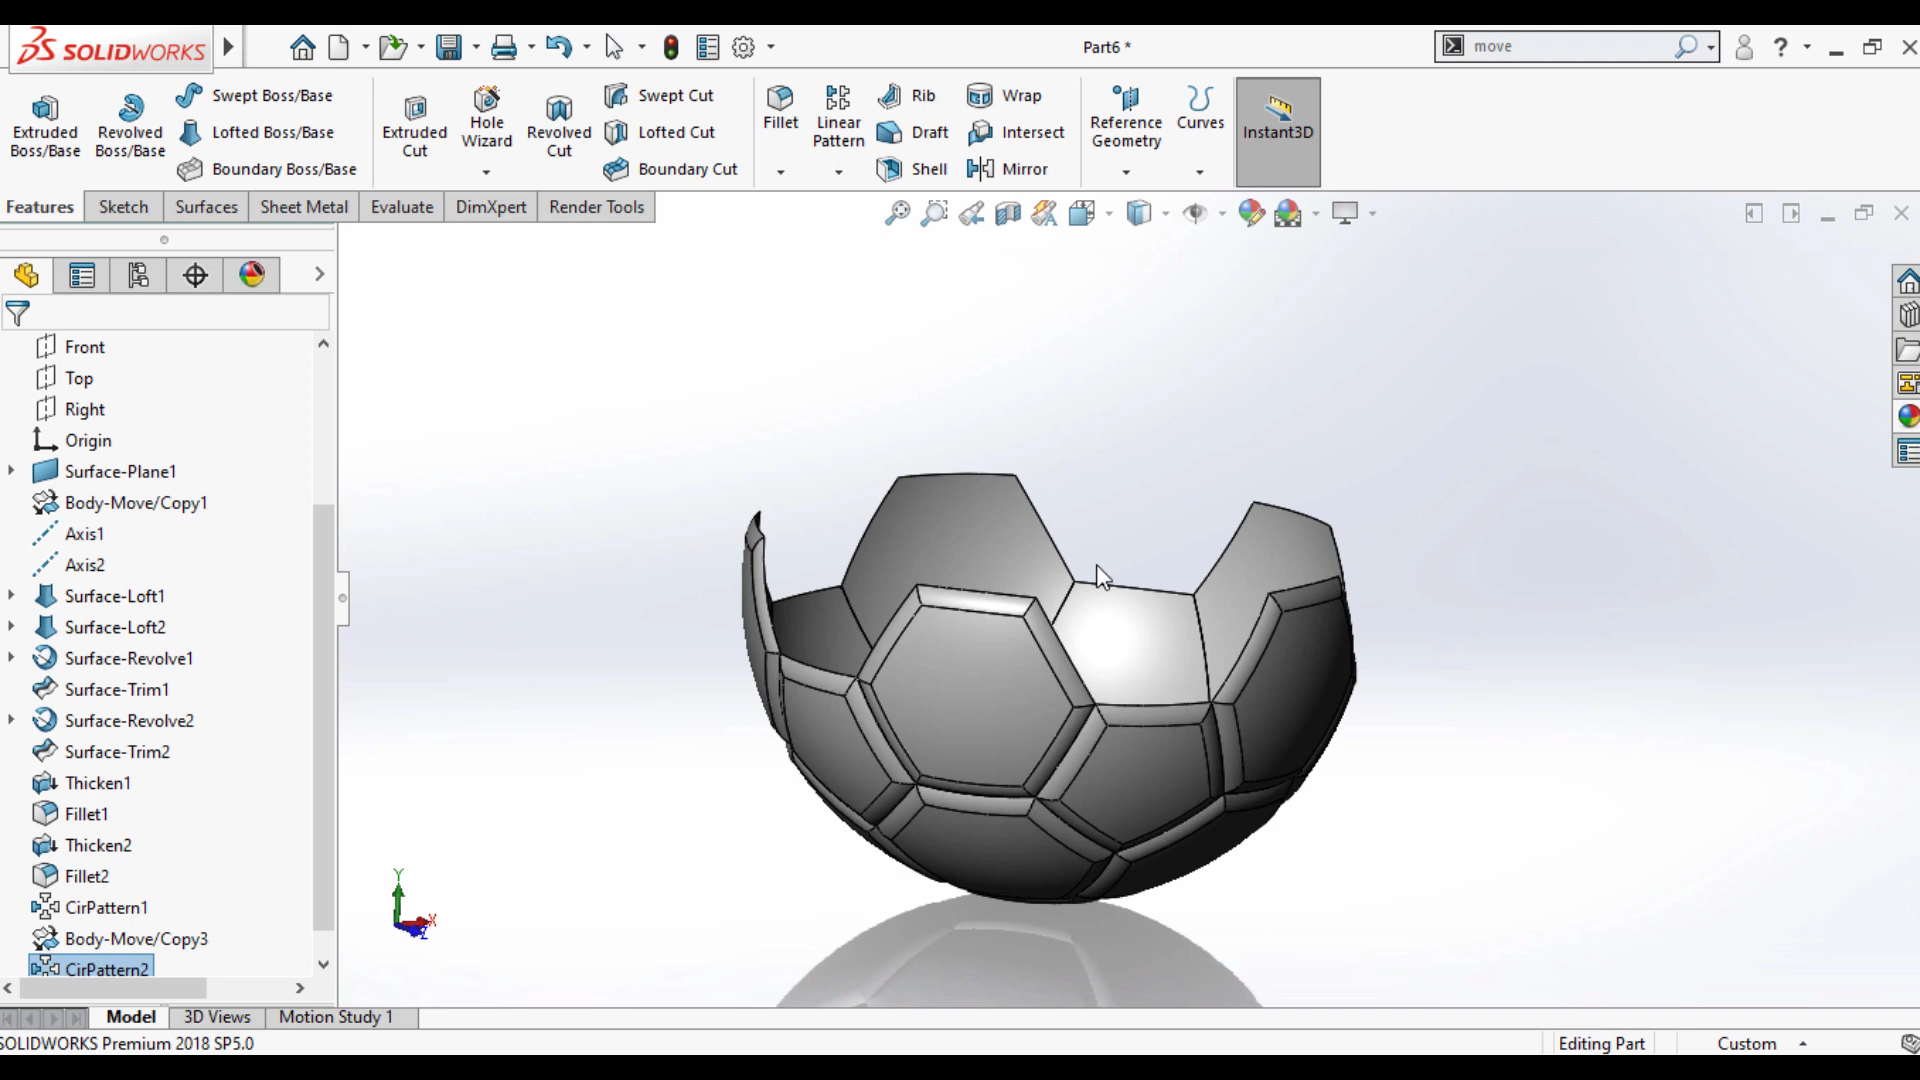 SOLIDWORKS
Part6 *
move
Extruded Boss/Base
Revolved Boss/Base
Swept Boss/Base
Lofted Boss/Base
Boundary Boss/Base
Extruded Cut
Hole Wizard
Revolved Cut
Swept Cut
Lofted Cut
Boundary Cut
Fillet
Linear Pattern
Rib
Draft
Shell
Wrap
Intersect
Mirror
Reference Geometry
Curves
Instant3D
Features
Sketch
Surfaces
Sheet Metal
Evaluate
DimXpert
Render Tools
Front
Top
Right
Origin
Surface-Plane1
Body-Move/Copy1
Axis1
Axis2
Surface-Loft1
Surface-Loft2
Surface-Revolve1
Surface-Trim1
Surface-Revolve2
Surface-Trim2
Thicken1
Fillet1
Thicken2
Fillet2
CirPattern1
Body-Move/Copy3
CirPattern2
Y
X
Z
Model
3D Views
Motion Study 1
SOLIDWORKS Premium 2018 SP5.0
Editing Part
Custom